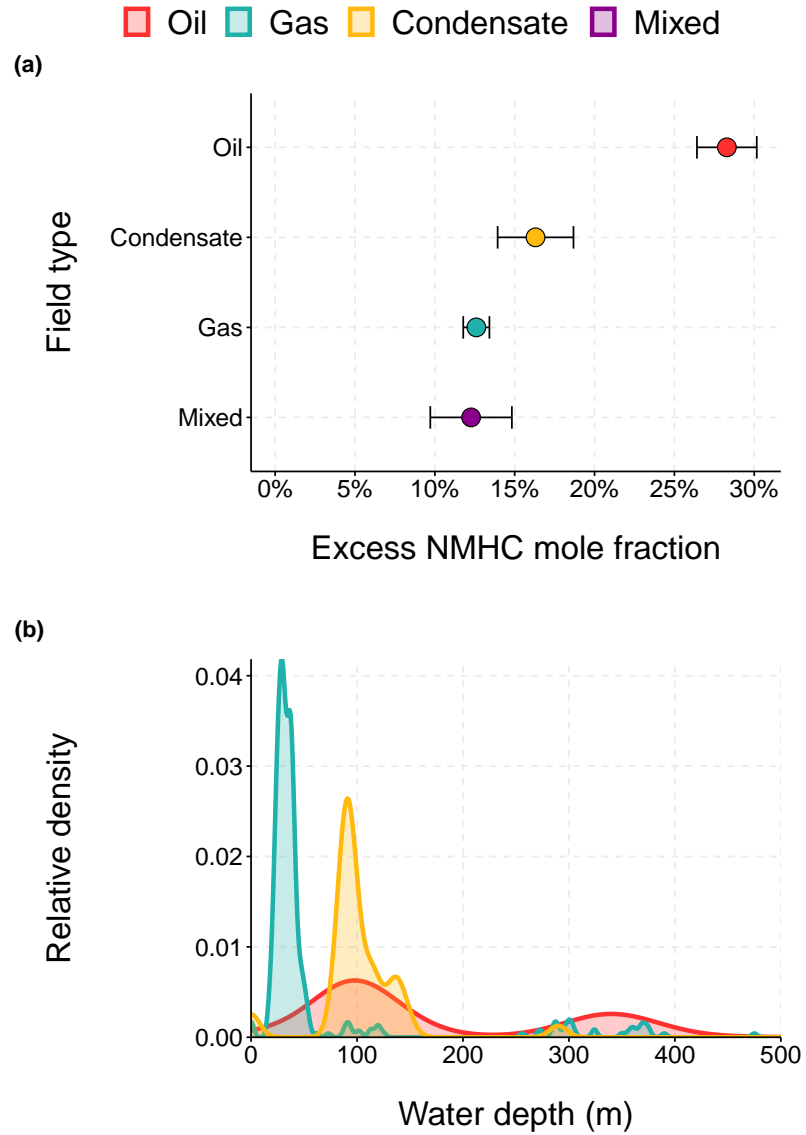 Oil Gas Condensate Mixed
(a)
Field type
Oil
Condensate
Gas
Mixed
0% 5% 10% 15% 20% 25% 30%
Excess NMHC mole fraction
(b)
Relative density
0.04
0.03
0.02
0.01
0.00
0 100 200 300 400 500
Water depth (m)